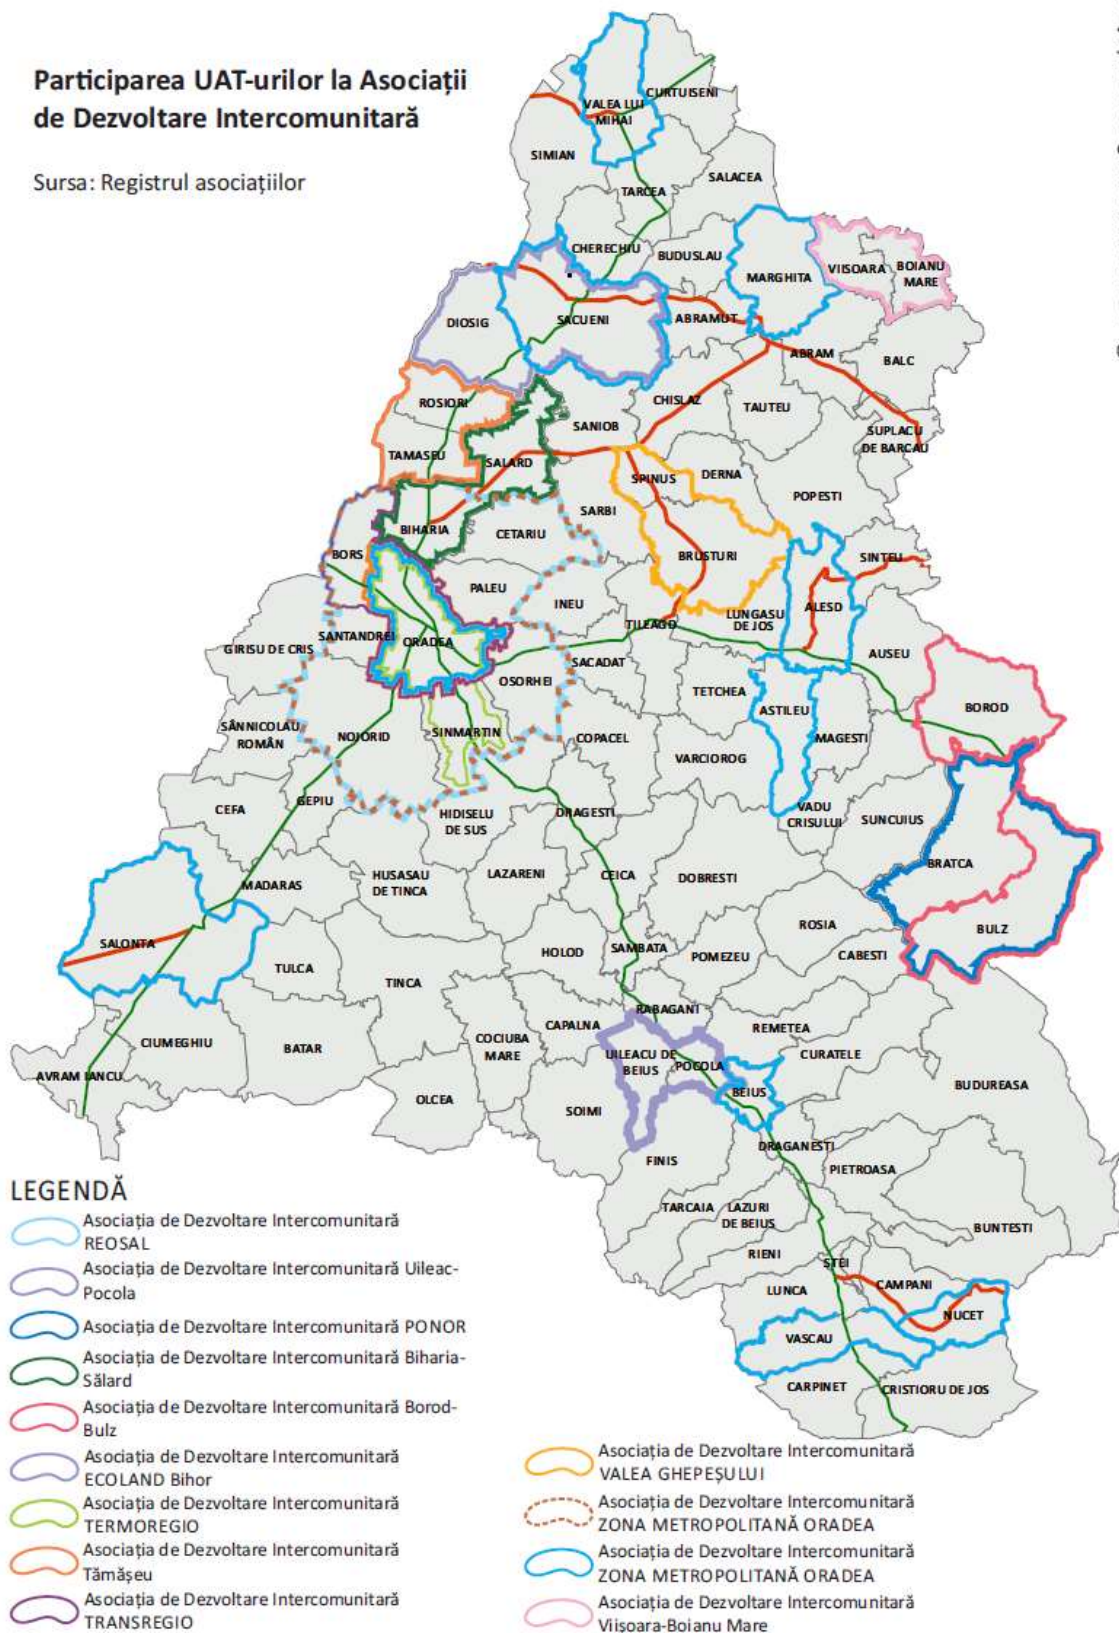 Participarea UAT-urilor la Asociații
de Dezvoltare Intercomunitară
Sursa: Registrul asociațiilor
VALEA LUI
MIHAI
CURTUISENI
SIMIAN
TARCEA
SALACEA
CHERECHIU
BUDUSLAU
MARGHITA
VIISOARA
BOIANU
MARE
DIOSIG
SACUENI
ABRAMUT
ABRAM
BALC
ROSIORI
SANIOB
CHISLAZ
TAUTEU
SUPLACU
DE BARCAU
TAMASEU
SALARD
SPINUS
DERNA
POPESTI
BIHARIA
CETARIU
SARBI
BORS
BRUSTURI
SINTEU
PALEU
INEU
ALESD
TILEAGD
LUNGASU
DE JOS
GIRISU DE CRIS
SANTANDREI
ORADEA
AUSEU
OSORHEI
SACADAT
TETCHEA
ASTILEU
BOROD
SÂNNICOLAU
ROMÂN
NOJORID
SINMARTIN
COPACEL
MAGESTI
VARCIOROG
CEFA
GEPIU
HIDISELU
DE SUS
DRAGESTI
VADU
CRISULUI
SUNCUIUS
BRATCA
MADARAS
HUSASAU
DE TINCA
LAZARENI
CEICA
DOBRESTI
ROSIA
BULZ
SALONTA
TULCA
TINCA
HOLOD
SAMBATA
POMEZEU
CABESTI
RABAGANI
CIUMEGHIU
BATAR
COCIUBA
MARE
CAPALNA
REMETEA
UILEACU DE
BEIUS
POCOLA
CURATELE
AVRAM IANCU
OLCEA
SOIMI
BEIUS
BUDUREASA
FINIS
DRAGANESTI
PIETROASA
TARCAIA
LAZURI
DE BEIUS
BUNTESTI
RIENI
STEI
LUNCA
CAMPANI
NUCET
VASCAU
CARPINET
CRISTIORU DE JOS
LEGENDĂ
Asociația de Dezvoltare Intercomunitară
REOSAL
Asociația de Dezvoltare Intercomunitară Uileac-
Pocola
Asociația de Dezvoltare Intercomunitară PONOR
Asociația de Dezvoltare Intercomunitară Biharia-
Sălard
Asociația de Dezvoltare Intercomunitară Borod-
Bulz
Asociația de Dezvoltare Intercomunitară
ECOLAND Bihor
Asociația de Dezvoltare Intercomunitară
TERMOREGIO
Asociația de Dezvoltare Intercomunitară
Tămășeu
Asociația de Dezvoltare Intercomunitară
TRANSREGIO
Asociația de Dezvoltare Intercomunitară
VALEA GHEPEȘULUI
Asociația de Dezvoltare Intercomunitară
ZONA METROPOLITANĂ ORADEA
Asociația de Dezvoltare Intercomunitară
ZONA METROPOLITANĂ ORADEA
Asociația de Dezvoltare Intercomunitară
Viișoara-Boianu Mare